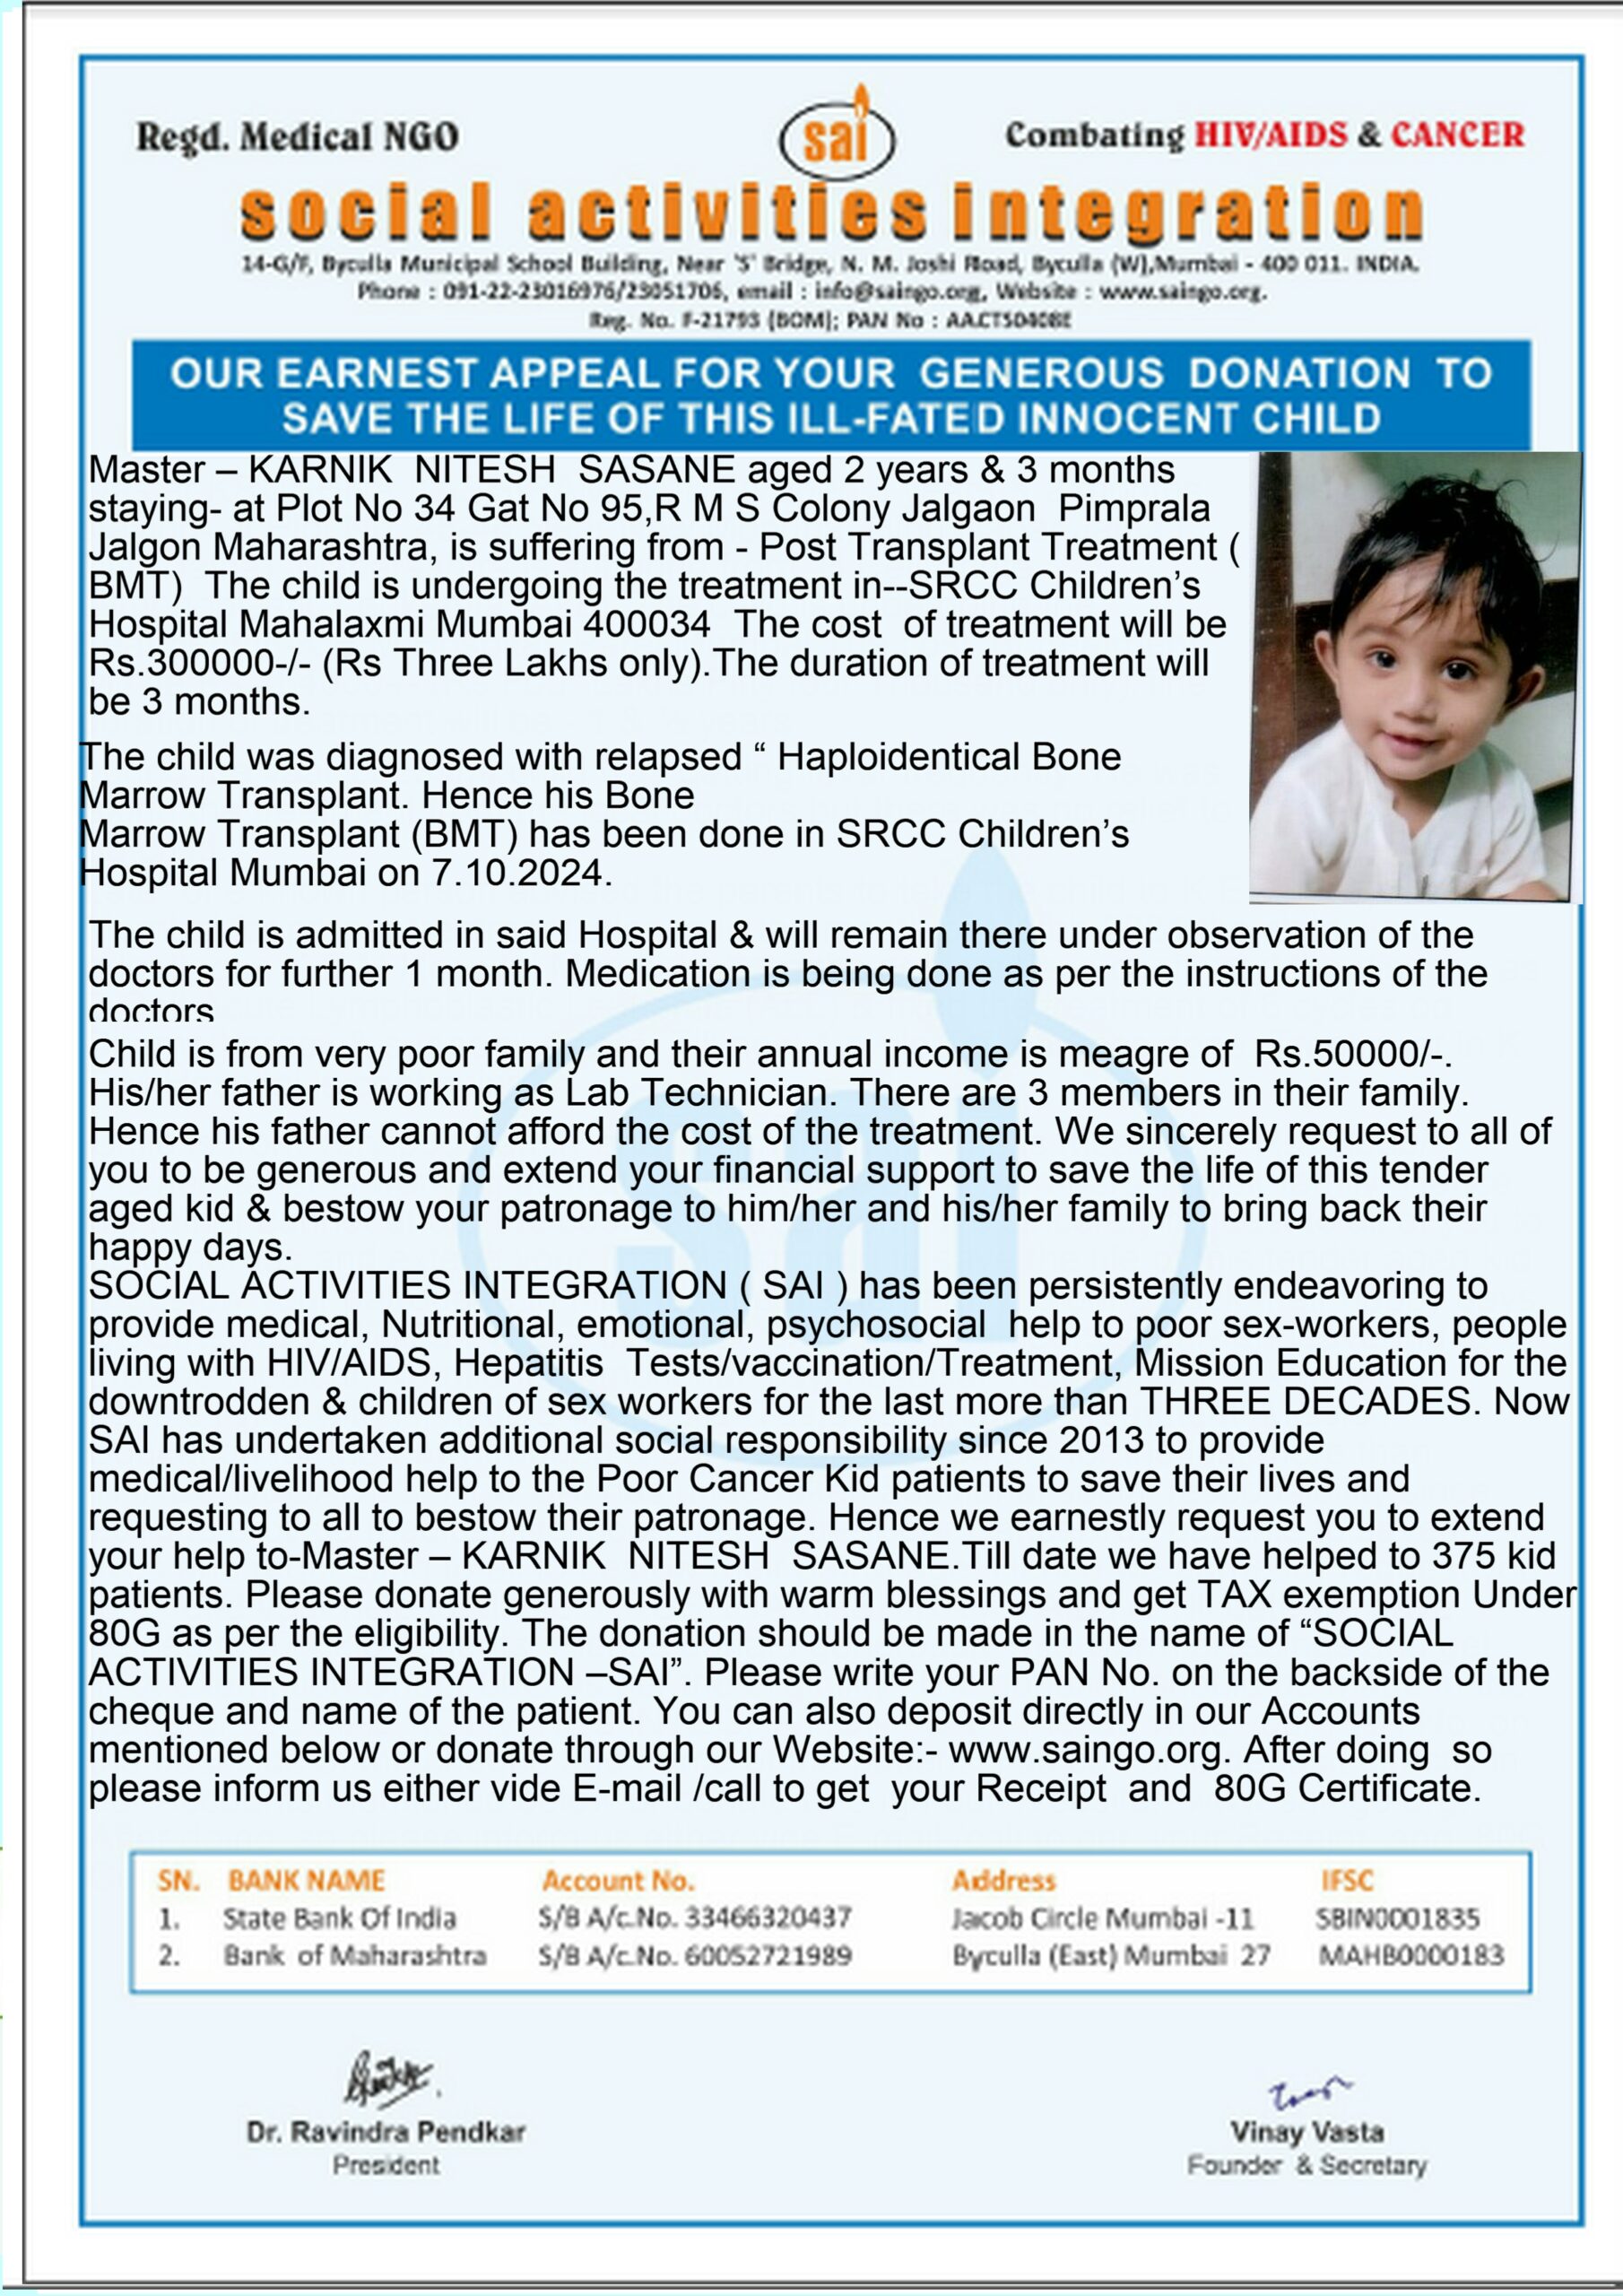 Regd. Medical NGO
sai
Combating HIV/AIDS & CANCER
social activities integration
14-G/F, Byculla Municipal School Building, Near 'S' Bridge, N. M. Joshi Road, Byculla (W),Mumbai - 400 011. INDIA.
Phone : 091-22-23016976/23051706, email : info@saingo.org, Website : www.saingo.org.
Reg. No. F-21793 (BOM); PAN No :
OUR EARNEST APPEAL FOR YOUR GENEROUS DONATION TO
SAVE THE LIFE OF THIS ILL-FATED INNOCENT CHILD
Master – KARNIK NITESH SASANE aged 2 years & 3 months
staying- at Plot No 34 Gat No 95,R M S Colony Jalgaon Pimprala
Jalgon Maharashtra, is suffering from - Post Transplant Treatment (
BMT) The child is undergoing the treatment in--SRCC Children’s
Hospital Mahalaxmi Mumbai 400034 The cost of treatment will be
Rs.300000-/- (Rs Three Lakhs only).The duration of treatment will
be 3 months.
The child was diagnosed with relapsed “ Haploidentical Bone
Marrow Transplant. Hence his Bone
Marrow Transplant (BMT) has been done in SRCC Children’s
Hospital Mumbai on 7.10.2024.
The child is admitted in said Hospital & will remain there under observation of the
doctors for further 1 month. Medication is being done as per the instructions of the
doctors
Child is from very poor family and their annual income is meagre of Rs.50000/-.
His/her father is working as Lab Technician. There are 3 members in their family.
Hence his father cannot afford the cost of the treatment. We sincerely request to all of
you to be generous and extend your financial support to save the life of this tender
aged kid & bestow your patronage to him/her and his/her family to bring back their
happy days.
SOCIAL ACTIVITIES INTEGRATION ( SAI ) has been persistently endeavoring to
provide medical, Nutritional, emotional, psychosocial help to poor sex-workers, people
living with HIV/AIDS, Hepatitis Tests/vaccination/Treatment, Mission Education for the
downtrodden & children of sex workers for the last more than THREE DECADES. Now
SAI has undertaken additional social responsibility since 2013 to provide
medical/livelihood help to the Poor Cancer Kid patients to save their lives and
requesting to all to bestow their patronage. Hence we earnestly request you to extend
your help to-Master – KARNIK NITESH SASANE.Till date we have helped to 375 kid
patients. Please donate generously with warm blessings and get TAX exemption Under
80G as per the eligibility. The donation should be made in the name of “SOCIAL
ACTIVITIES INTEGRATION –SAI”. Please write your PAN No. on the backside of the
cheque and name of the patient. You can also deposit directly in our Accounts
mentioned below or donate through our Website:- www.saingo.org. After doing so
please inform us either vide E-mail /call to get your Receipt and 80G Certificate.
SN. BANK NAME Account No. Address IFSC
1. State Bank Of India S/B A/c.No. 33466320437 Jacob Circle Mumbai -11 SBIN0001835
2. Bank of Maharashtra S/B A/c.No. 60052721989 Byculla (East) Mumbai 27 MAHB0000183
Dr. Ravindra Pendkar
President
Vinay Vasta
Founder & Secretary